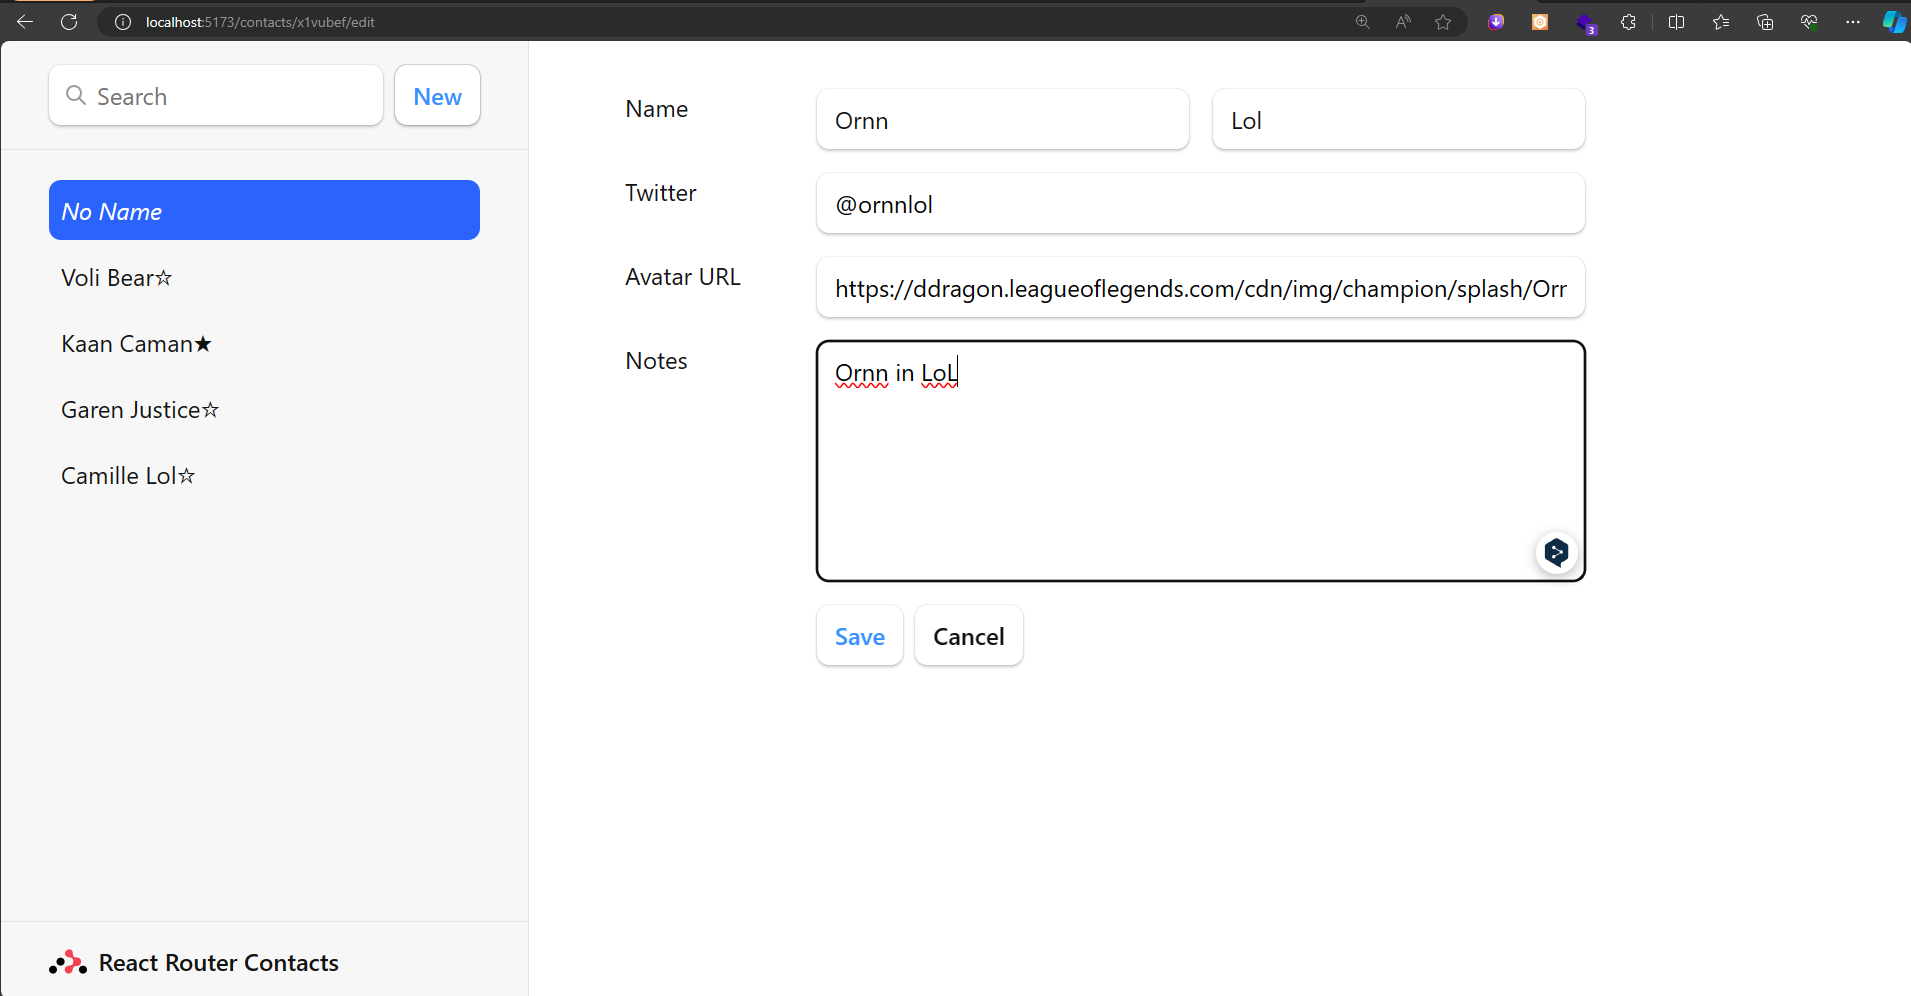 localhost:5173/contacts/x1vubef/edit
3
Search
New
No Name
Voli Bear☆
Kaan Caman★
Garen Justice☆
Camille Lol☆
React Router Contacts
Name
Ornn
Lol
Twitter
@ornnlol
Avatar URL
https://ddragon.leagueoflegends.com/cdn/img/champion/splash/Orr
Notes
Ornn in LoL
Save
Cancel